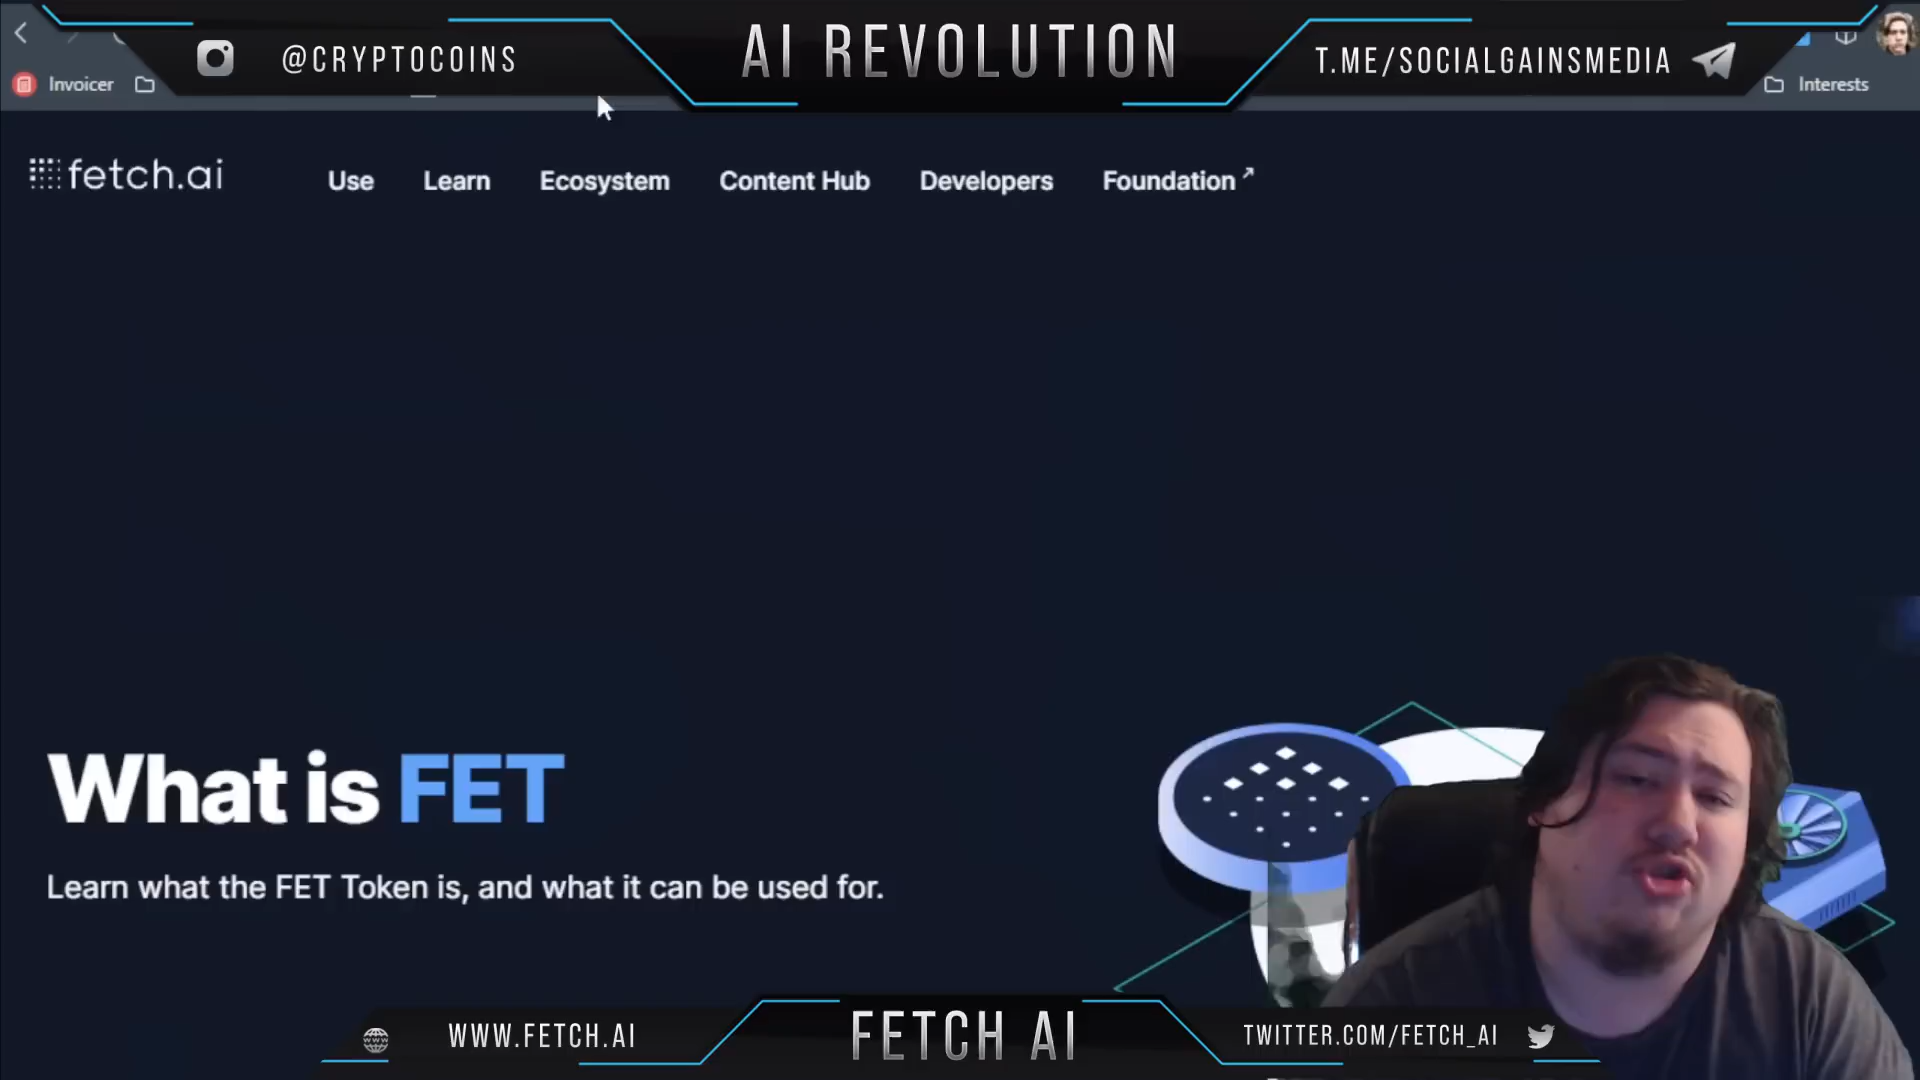 @CRYPTOCOINS
AI REVOLUTION
T.ME/SOCIALGAINSMEDIA
Invoicer
Interests
fetch.ai
Use
Learn
Ecosystem
Content Hub
Developers
Foundation
What is FET
Learn what the FET Token is, and what it can be used for.
WWW.FETCH.AI
FETCH AI
TWITTER.COM/FETCH_AI